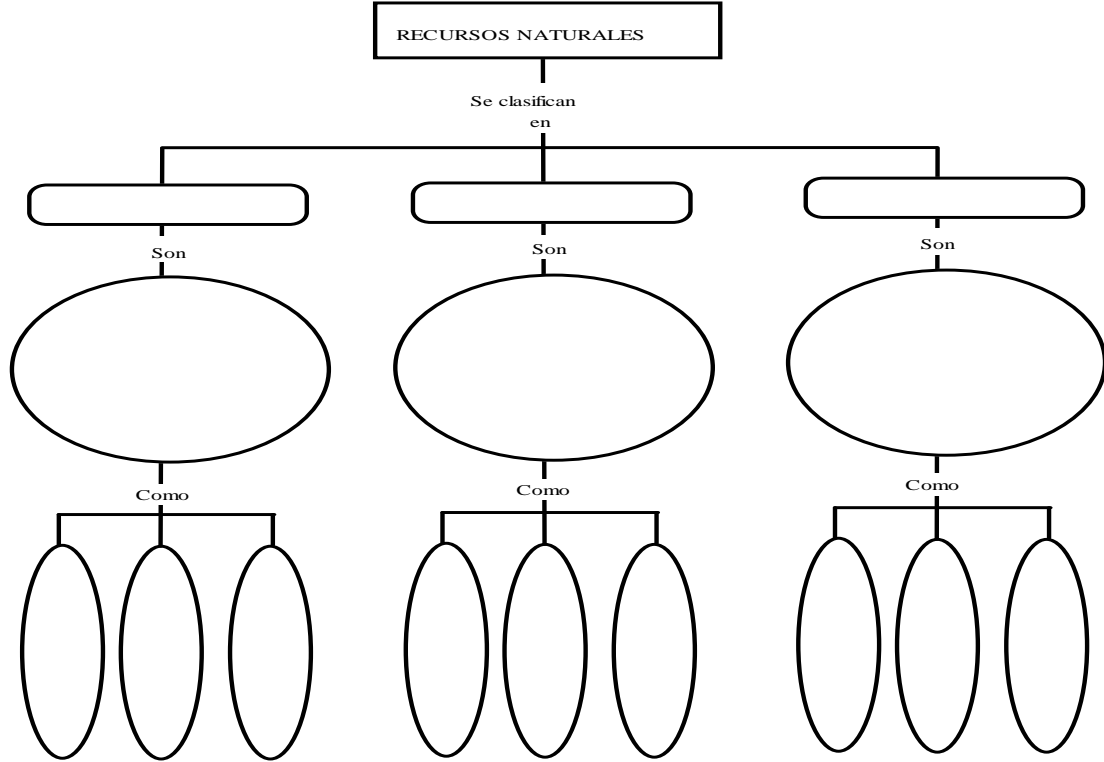 RECURSOS NATURALES
Se clasifican
en
Son
Son
Son
Como
Como
Como